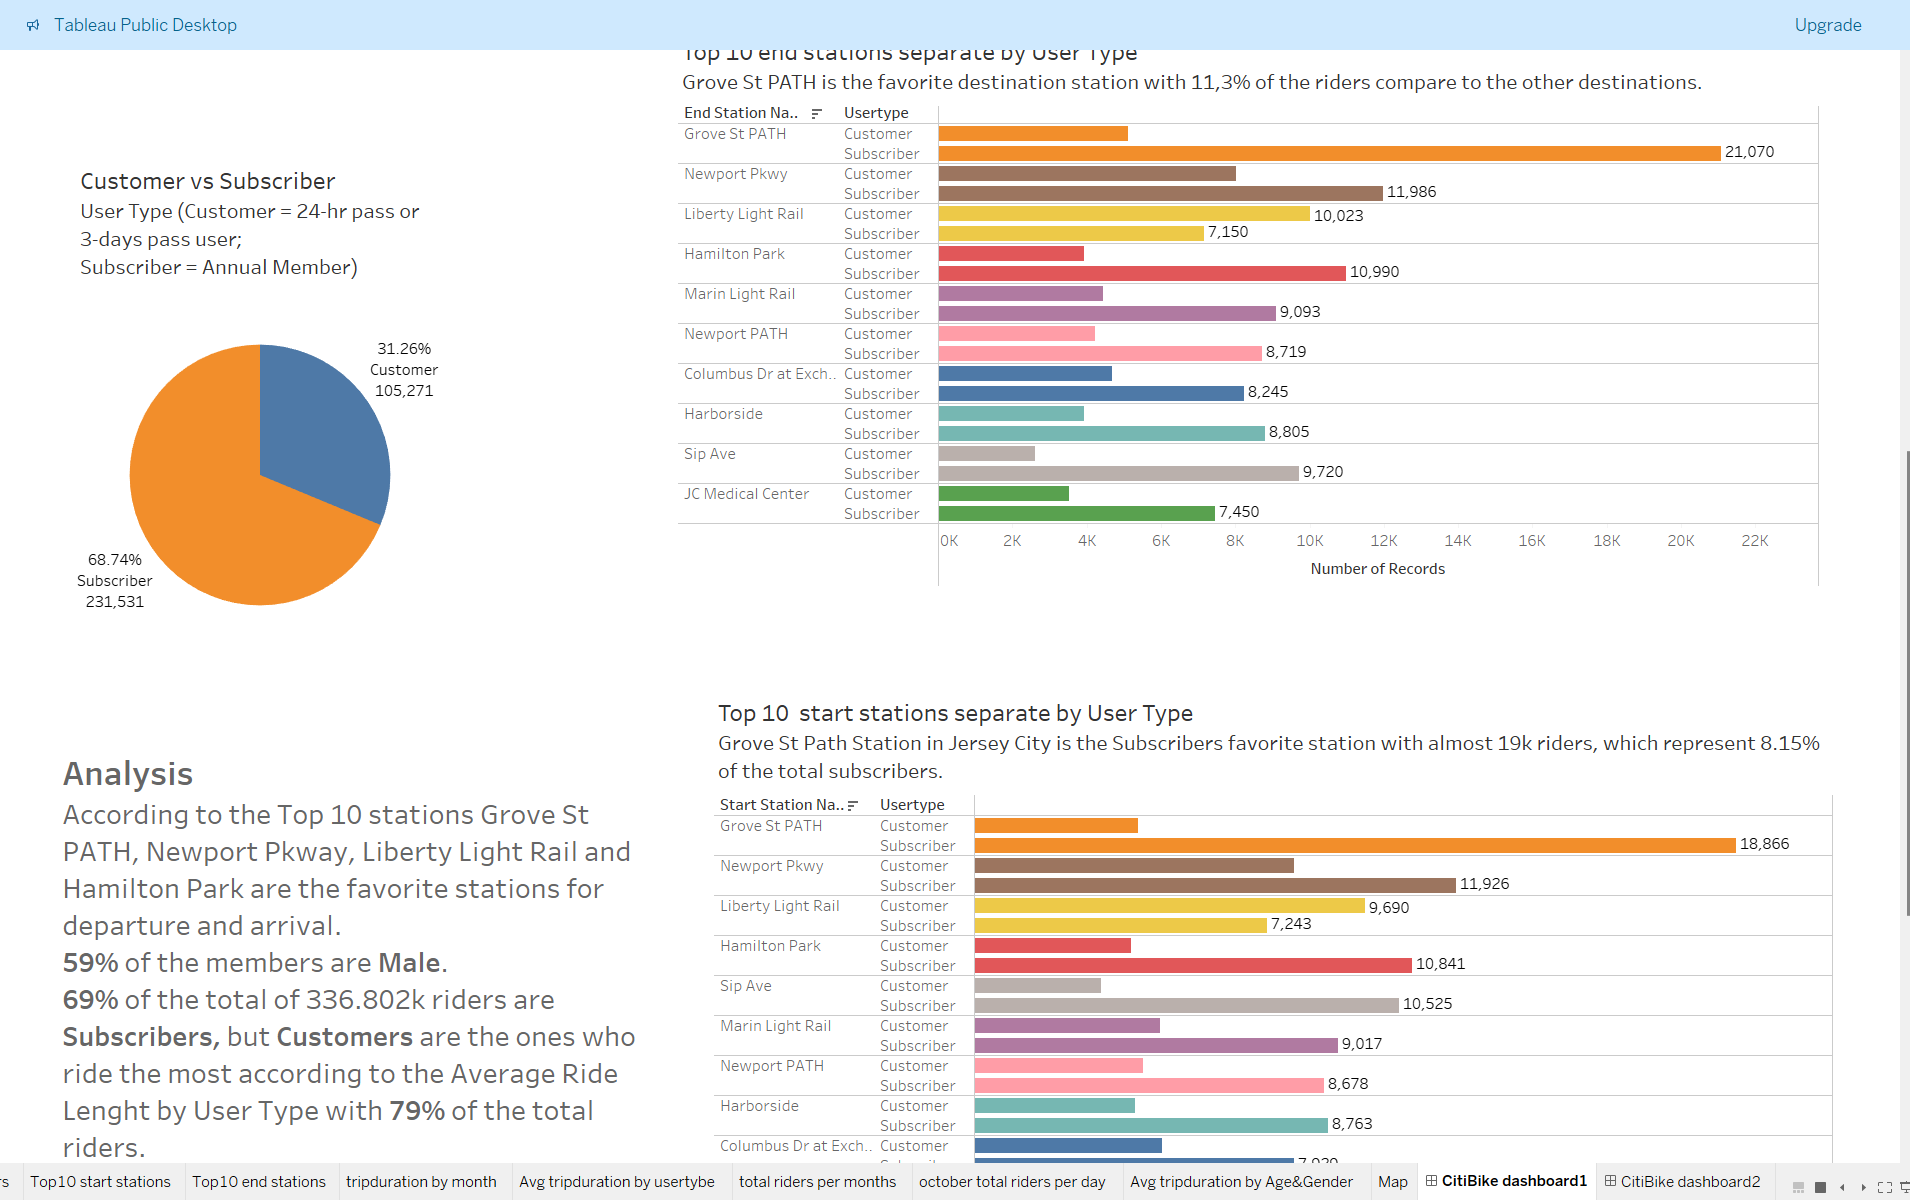 Tableau Public Desktop
Upgrade
Top 10 end stations separate by User Type
Grove St PATH is the favorite destination station with 11,3% of the riders compare to the other destinations.
End Station Na.. Usertype
Grove St PATH Customer
Subscriber 21,070
Newport Pkwy Customer
Subscriber 11,986
Liberty Light Rail Customer 10,023
Subscriber 7,150
Hamilton Park Customer
Subscriber 10,990
Marin Light Rail Customer
Subscriber 9,093
Newport PATH Customer
Subscriber 8,719
Columbus Dr at Exch.. Customer
Subscriber 8,245
Harborside Customer
Subscriber 8,805
Sip Ave Customer
Subscriber 9,720
JC Medical Center Customer
Subscriber 7,450
0K 2K 4K 6K 8K 10K 12K 14K 16K 18K 20K 22K
Number of Records
Customer vs Subscriber
User Type (Customer = 24-hr pass or
3-days pass user;
Subscriber = Annual Member)
31.26%
Customer
105,271
68.74%
Subscriber
231,531
Analysis
According to the Top 10 stations Grove St
PATH, Newport Pkway, Liberty Light Rail and
Hamilton Park are the favorite stations for
departure and arrival.
59% of the members are Male.
69% of the total of 336.802k riders are
Subscribers, but Customers are the ones who
ride the most according to the Average Ride
Lenght by User Type with 79% of the total
riders.
Top 10 start stations separate by User Type
Grove St Path Station in Jersey City is the Subscribers favorite station with almost 19k riders, which represent 8.15%
of the total subscribers.
Start Station Na.. Usertype
Grove St PATH Customer
Subscriber 18,866
Newport Pkwy Customer
Subscriber 11,926
Liberty Light Rail Customer 9,690
Subscriber 7,243
Hamilton Park Customer
Subscriber 10,841
Sip Ave Customer
Subscriber 10,525
Marin Light Rail Customer
Subscriber 9,017
Newport PATH Customer
Subscriber 8,678
Harborside Customer
Subscriber 8,763
Columbus Dr at Exch.. Customer
Top10 start stations Top10 end stations tripduration by month Avg tripduration by usertybe total riders per months october total riders per day Avg tripduration by Age&Gender Map CitiBike dashboard1 CitiBike dashboard2